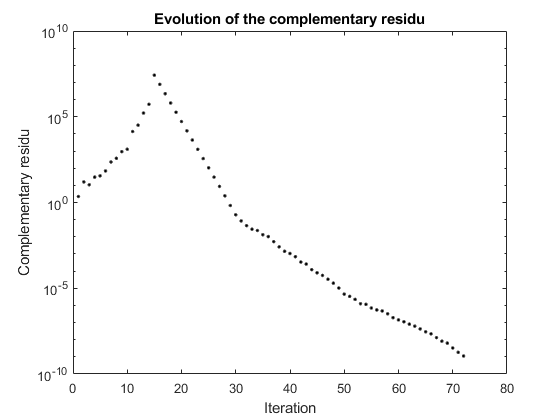 Evolution of the complementary residu
10^10
10^5
10^0
10^-5
10^-10
Complementary residu
0 10 20 30 40 50 60 70 80
Iteration